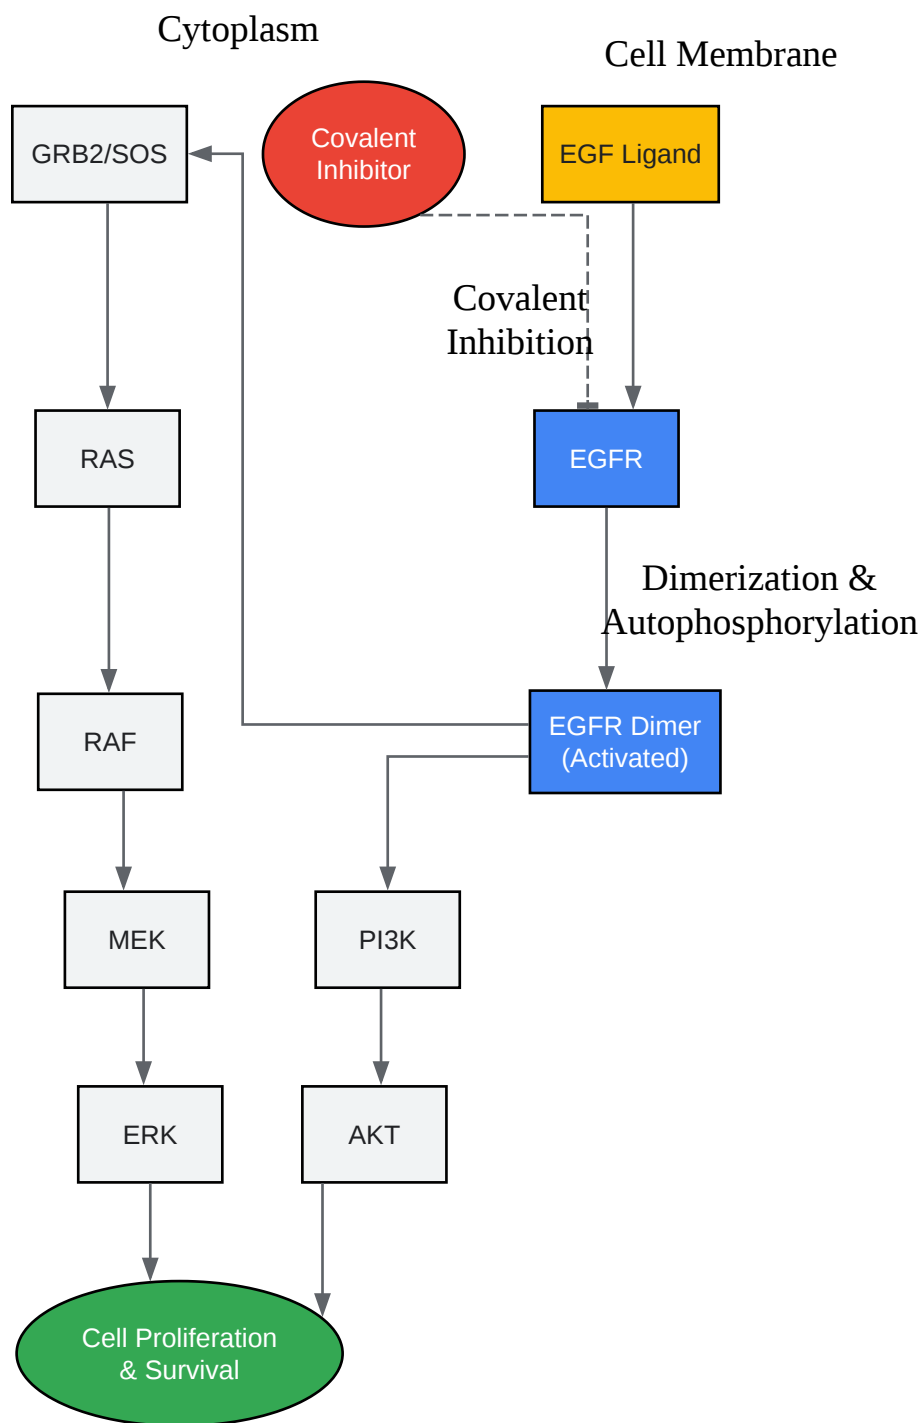 Cytoplasm
Cell Membrane
GRB2/SOS
Covalent
Inhibitor
EGF Ligand
Covalent
Inhibition
RAS
EGFR
Dimerization &
Autophosphorylation
RAF
EGFR Dimer
(Activated)
MEK
PI3K
ERK
AKT
Cell Proliferation
& Survival